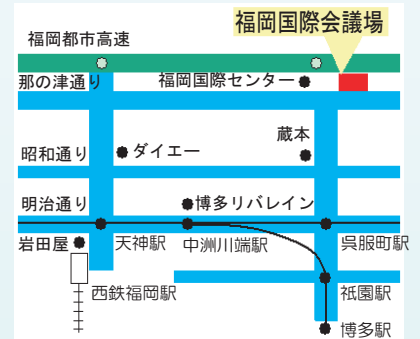 福岡国際会議場
福岡都市高速
那の津通り
福岡国際センター
蔵本
昭和通り
ダイエー
明治通り
博多リバレイン
岩田屋
天神駅
中洲川端駅
呉服町駅
西鉄福岡駅
祇園駅
博多駅